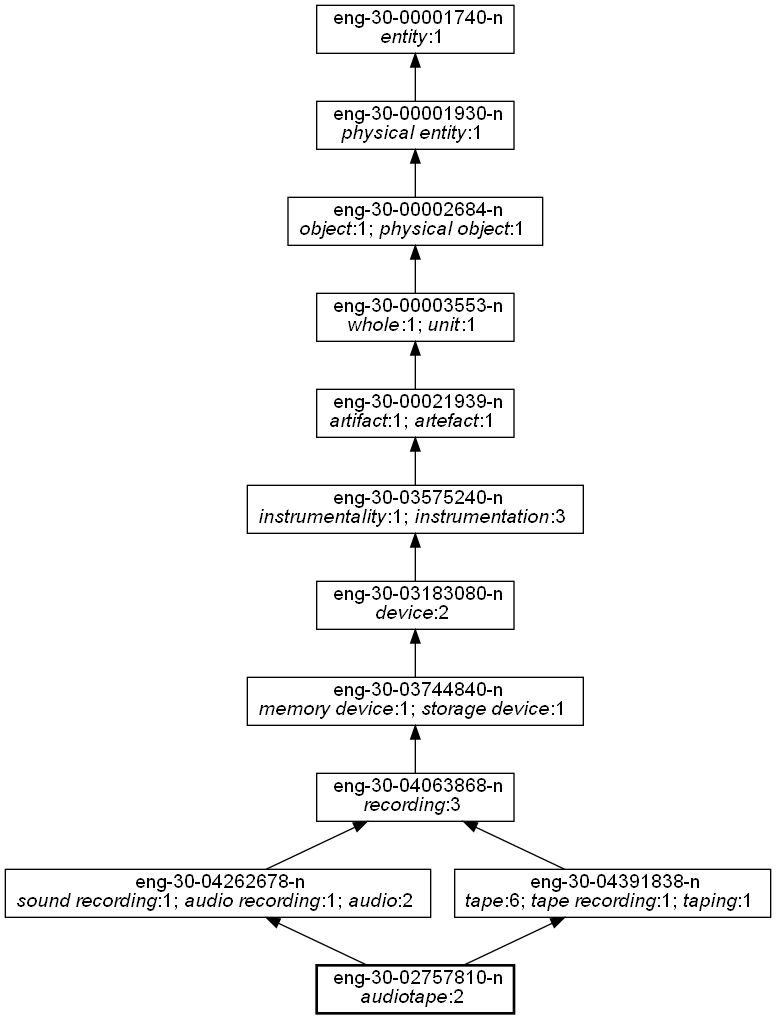 eng-30-00001740-n
entity:1
eng-30-00001930-n
physical entity:1
eng-30-00002684-n
object:1; physical object:1
eng-30-00003553-n
whole:1; unit:1
eng-30-00021939-n
artifact:1; artefact:1
eng-30-03575240-n
instrumentality:1; instrumentation:3
eng-30-03183080-n
device:2
eng-30-03744840-n
memory device:1; storage device:1
eng-30-04063868-n
recording:3
eng-30-04262678-n
sound recording:1; audio recording:1; audio:2
eng-30-04391838-n
tape:6; tape recording:1; taping:1
eng-30-02757810-n
audiotape:2